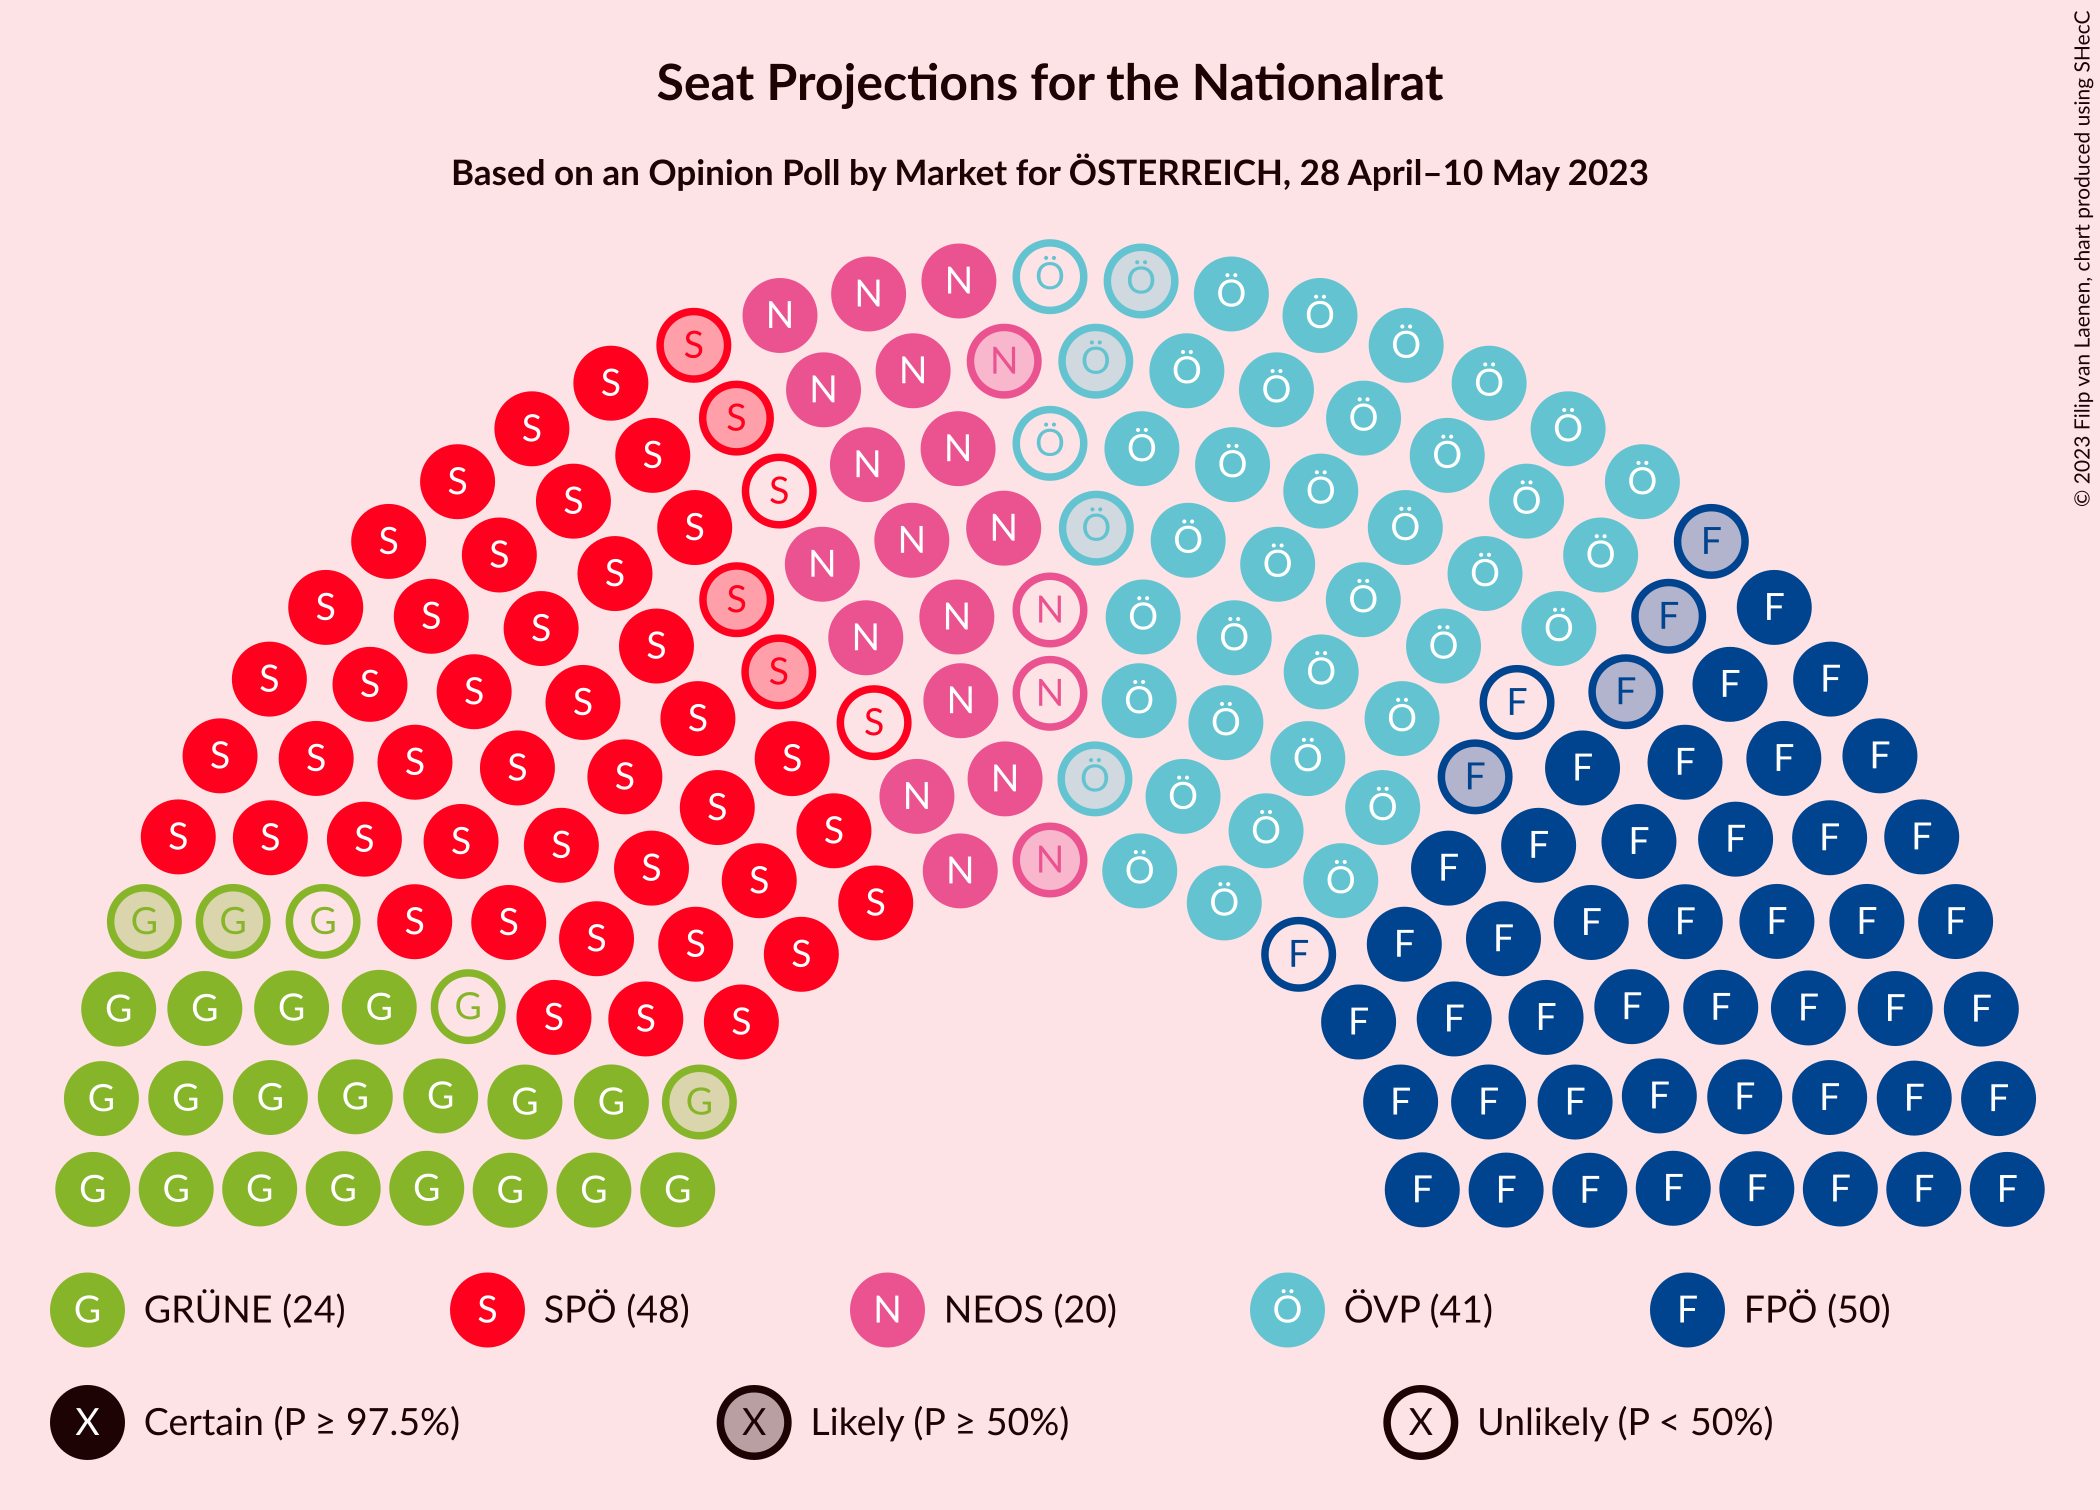 Seat Projections for the Nationalrat
Based on an Opinion Poll by Market for ÖSTERREICH, 28 April–10 May 2023
© 2023 Filip van Laenen, chart produced using SHecC
N N N Ö Ö Ö Ö
S N Ö
S N N Ö Ö Ö
S S N Ö Ö Ö
S S N N Ö Ö Ö Ö Ö
S S S N Ö Ö Ö
S S S N N Ö Ö Ö Ö F
S S S N Ö Ö Ö
S S S S N N Ö Ö Ö Ö F F
S S S N Ö Ö Ö
S S S S S N N Ö Ö Ö F F F F
S S S S S S Ö Ö F F F F
S S S S S N N Ö Ö Ö F F
S S S S S S Ö F F F F F
S S N N Ö Ö F
G G G S S S S Ö F F F F F
S S S F F F
G G G G G S S S F F F F F F F F
G G G G G G G G F F F F F F F F
G G G G G G G G F F F F F F F F
G GRÜNE (24) S SPÖ (48) N NEOS (20) Ö ÖVP (41) F FPÖ (50)
X Certain (P ≥ 97.5%) X Likely (P ≥ 50%) X Unlikely (P < 50%)